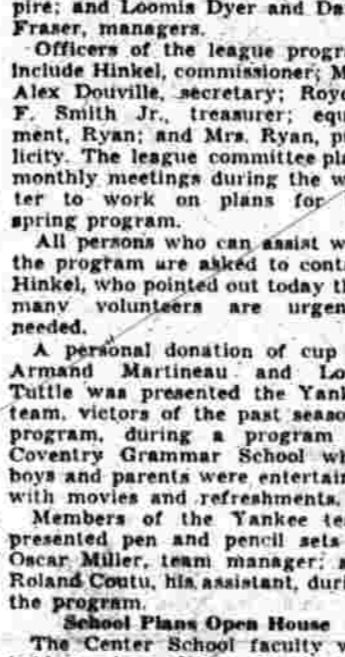 pire; and Loomis Dyer and Da
Fraser, managers.
Officers of the league progr
include Hinkel, commissioner; M
Alex Douville, secretary; Roy
F. Smith Jr., treasurer; equ
ment, Ryan; and Mrs. Ryan, p
licity. The league committee pla
monthly meetings during the w
ter to work on plans for
spring program.
All persons who can assist w
the program are asked to cont
Hinkel, who pointed out today th
many volunteers are urgen
needed.
A personal donation of cup
Armand Martineau and Lo
Tuttle was presented the Yank
team, victors of the past seaso
program, during a program
Coventry Grammar School wh
boys and parents were entertain
with movies and refreshments.
Members of the Yankee te
presented pen and pencil sets
Oscar Miller, team manager; a
Roland Coutu, his assistant, duri
the program.
School Plans Open House
The Center School faculty w